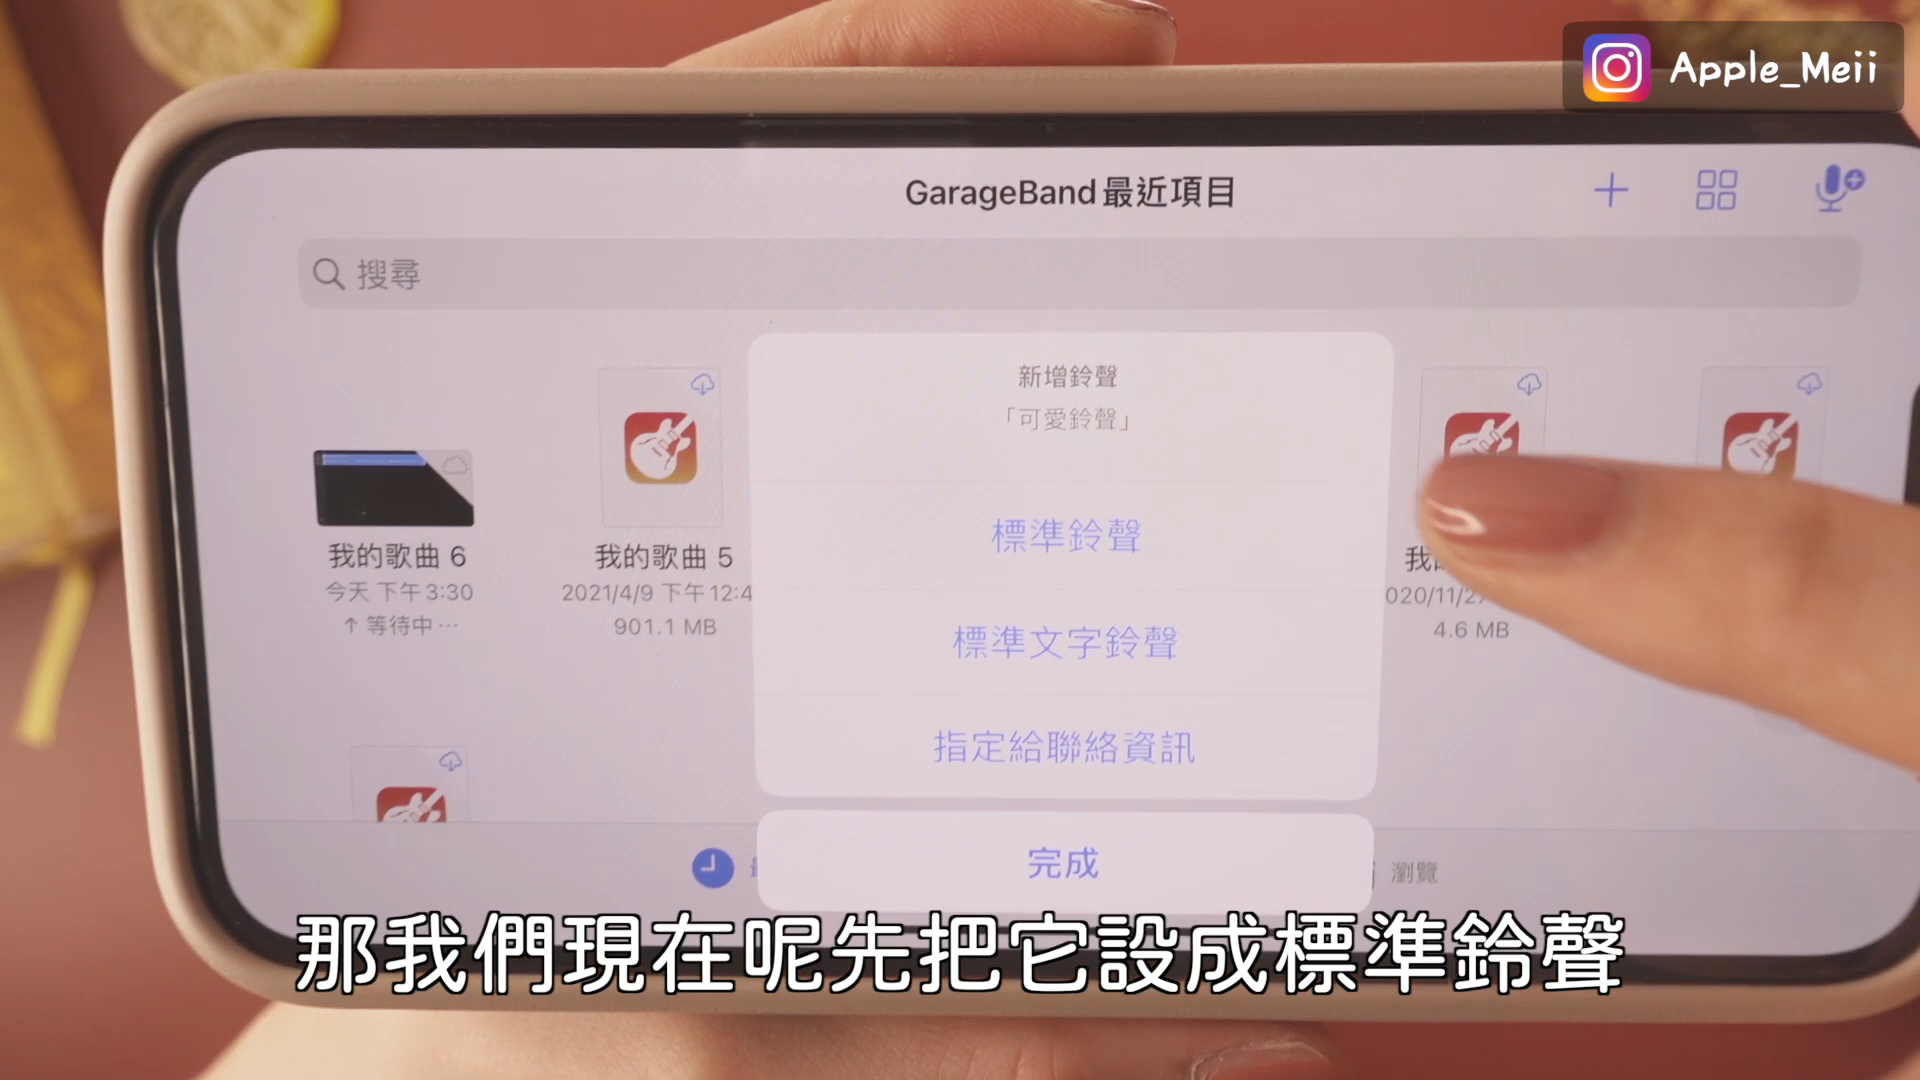 Apple_Meii
GarageBand最近項目
搜尋
新增鈴聲
「可愛鈴聲」
標準鈴聲
標準文字鈴聲
指定給聯絡資訊
完成
我的歌曲 6
今天 下午3:30
↑ 等待中…
我的歌曲 5
2021/4/9 下午12:4
901.1 MB
我
020/11/2
4.6 MB
瀏覽
那我們現在呢先把它設成標準鈴聲